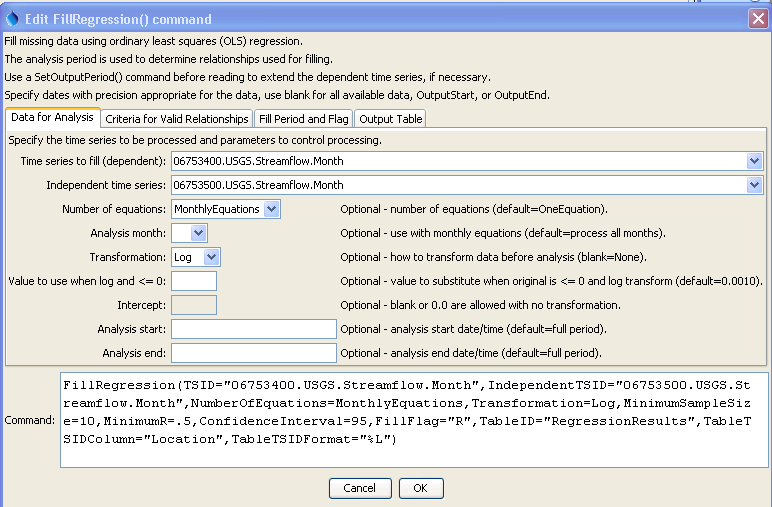 Edit FillRegression() command
Fill missing data using ordinary least squares (OLS) regression.
The analysis period is used to determine relationships used for filling.
Use a SetOutputPeriod() command before reading to extend the dependent time series, if necessary.
Specify dates with precision appropriate for the data, use blank for all available data, OutputStart, or OutputEnd.
Data for Analysis Criteria for Valid Relationships Fill Period and Flag Output Table
Specify the time series to be processed and parameters to control processing.
Time series to fill (dependent): 06753400.USGS.Streamflow.Month
Independent time series: 06753500.USGS.Streamflow.Month
Number of equations: MonthlyEquations Optional - number of equations (default=OneEquation).
Analysis month: Optional - use with monthly equations (default=process all months).
Transformation: Log Optional - how to transform data before analysis (blank=None).
Value to use when log and <= 0: Optional - value to substitute when original is <= 0 and log transform (default=0.0010).
Intercept: Optional - blank or 0.0 are allowed with no transformation.
Analysis start: Optional - analysis start date/time (default=full period).
Analysis end: Optional - analysis end date/time (default=full period).
FillRegression(TSID="06753400.USGS.Streamflow.Month",IndependentTSID="06753500.USGS.St
reamflow.Month",NumberOfEquations=MonthlyEquations,Transformation=Log,MinimumSampleSiz
Command: e=10,MinimumR=.5,ConfidenceInterval=95,FillFlag="R",TableID="RegressionResults",TableT
SIDColumn="Location",TableTSIDFormat="%L")
Cancel OK